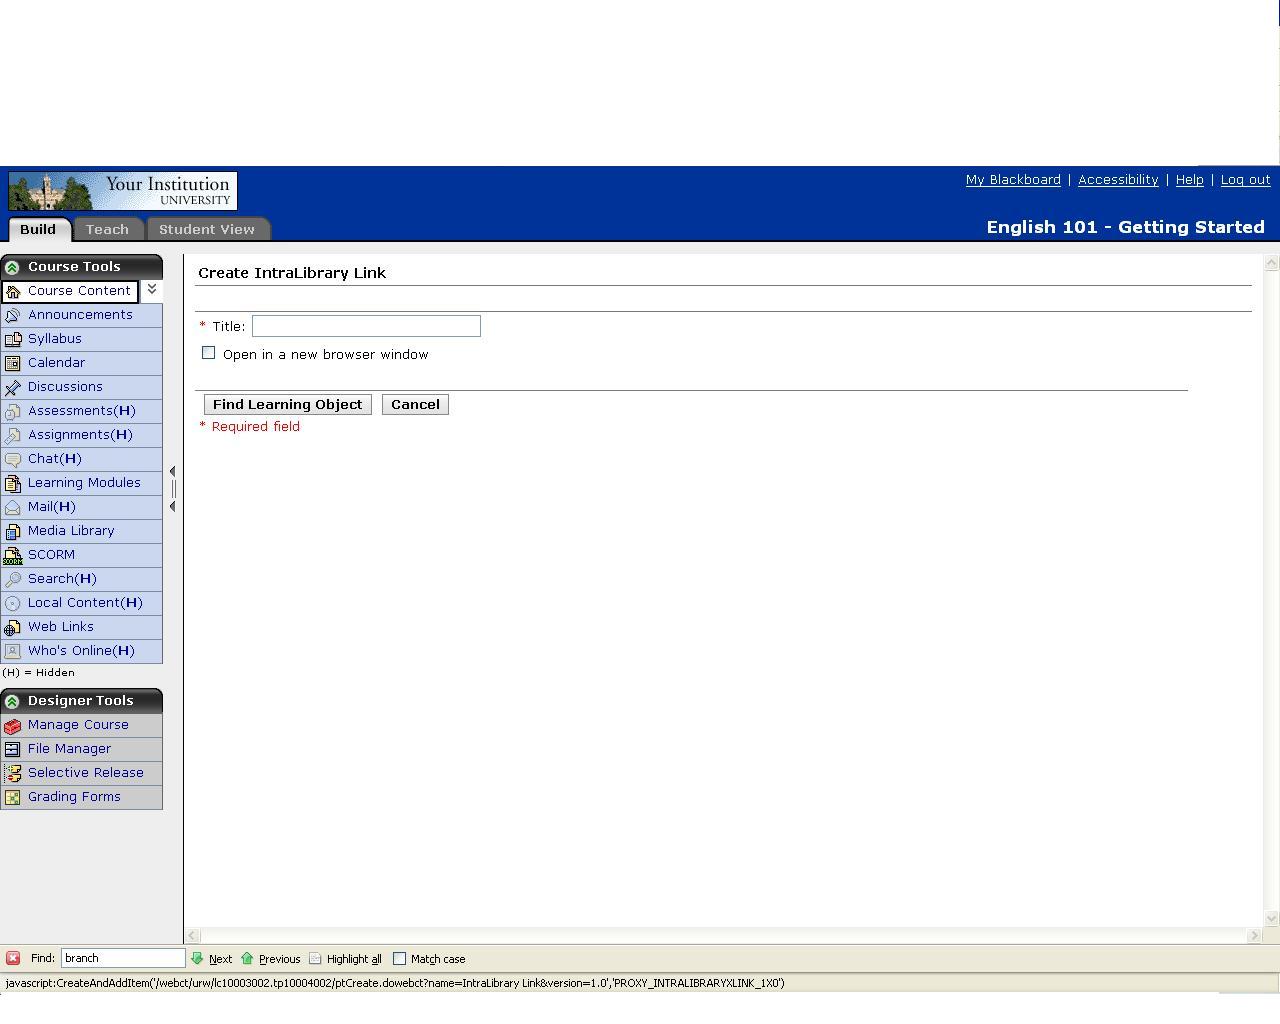 Your Institution
UNIVERSITY
My Blackboard | Accessibility | Help | Log out
Build Teach Student View
English 101 - Getting Started
Course Tools
Course Content
Announcements
Syllabus
Calendar
Discussions
Assessments(H)
Assignments(H)
Chat(H)
Learning Modules
Mail(H)
Media Library
SCORM
Search(H)
Local Content(H)
Web Links
Who's Online(H)
(H) = Hidden
Designer Tools
Manage Course
File Manager
Selective Release
Grading Forms
Create IntraLibrary Link
* Title:
Open in a new browser window
Find Learning Object Cancel
* Required field
Find: branch Next Previous Highlight all Match case
javascript:CreateAndAddItem('/webct/urw/lc10003002.tp10004002/ptCreate.dowebct?name=IntraLibrary Link&version=1.0','PROXY_INTRALIBRARYXLINK_1X0')